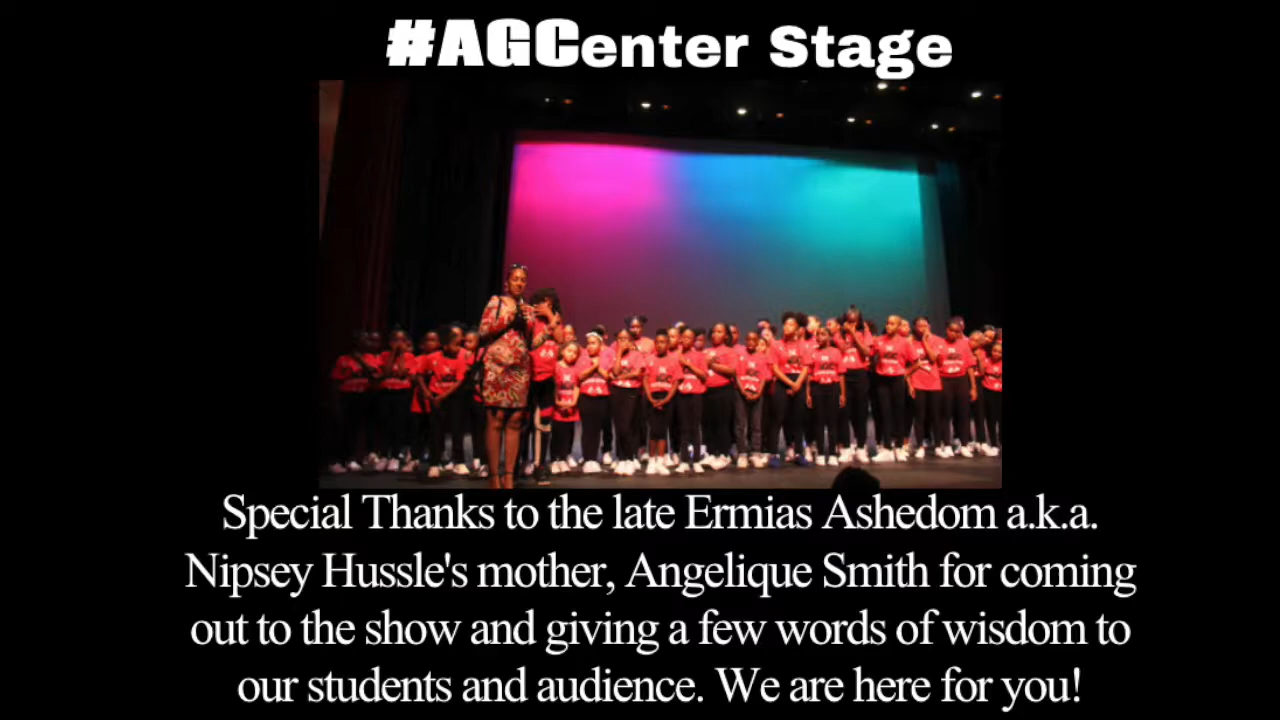 #AGCenter Stage
Special Thanks to the late Ermias Ashedom a.k.a.
Nipsey Hussle's mother, Angelique Smith for coming
out to the show and giving a few words of wisdom to
our students and audience. We are here for you!